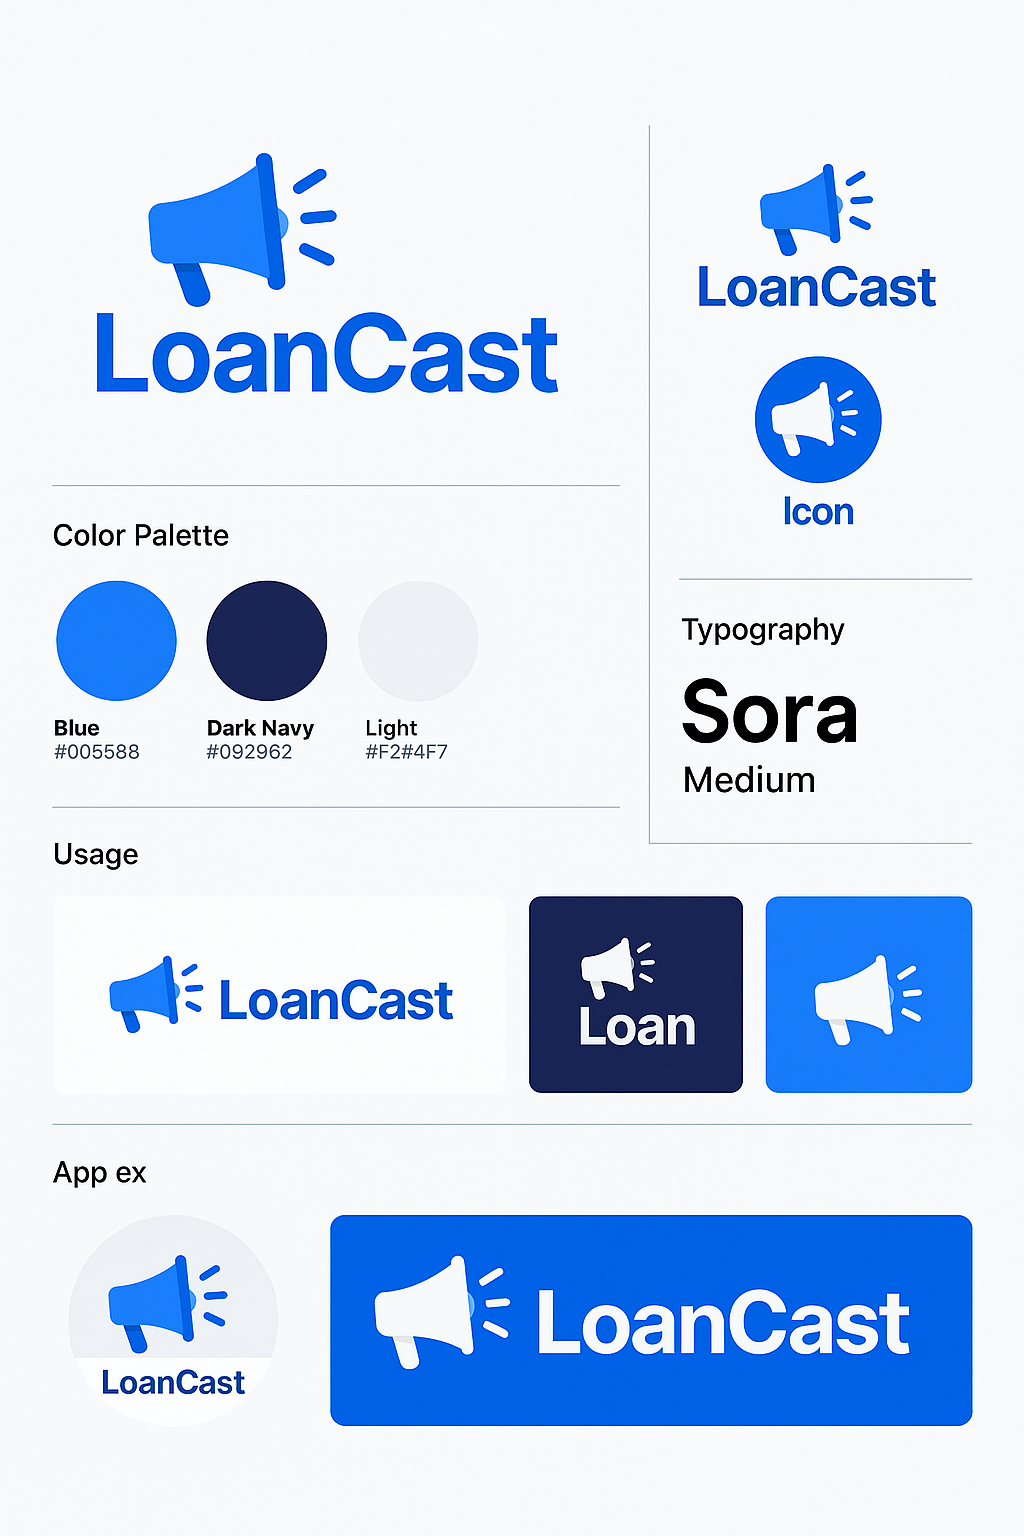 LoanCast
LoanCast
Icon
Color Palette
Blue
#005588
Dark Navy
#092962
Light
#F2#4F7
Typography
Sora
Medium
Usage
LoanCast
Loan
App ex
LoanCast
LoanCast